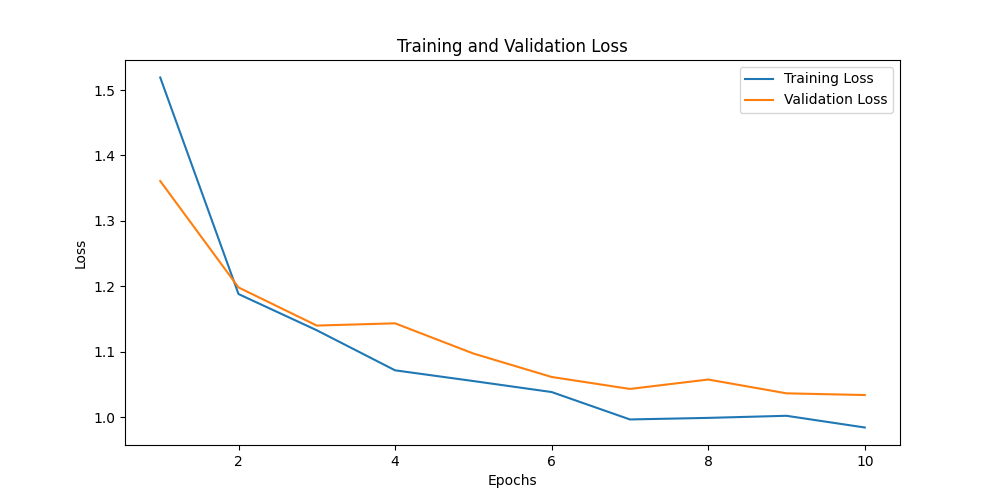 Training and Validation Loss
Training Loss
Validation Loss
1.5
1.4
1.3
1.2
1.1
1.0
Loss
2 4 6 8 10
Epochs